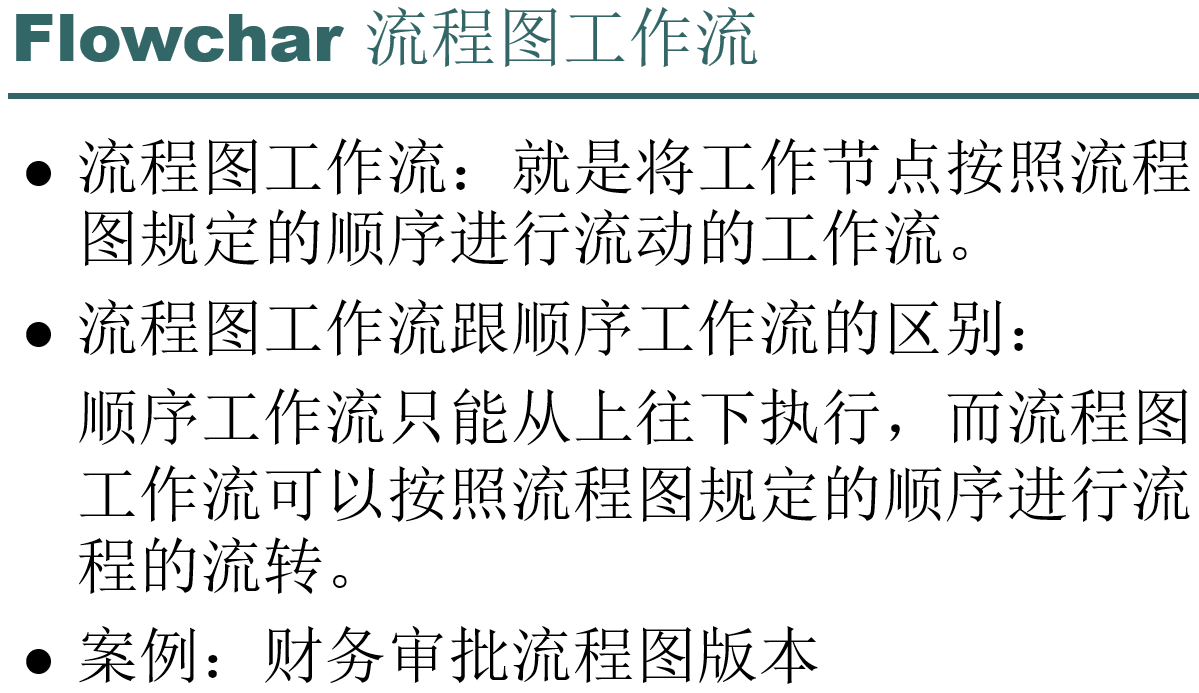 Flowchar 流程图工作流
● 流程图工作流：就是将工作节点按照流程
图规定的顺序进行流动的工作流。
● 流程图工作流跟顺序工作流的区别：
顺序工作流只能从上往下执行，而流程图
工作流可以按照流程图规定的顺序进行流
程的流转。
● 案例：财务审批流程图版本